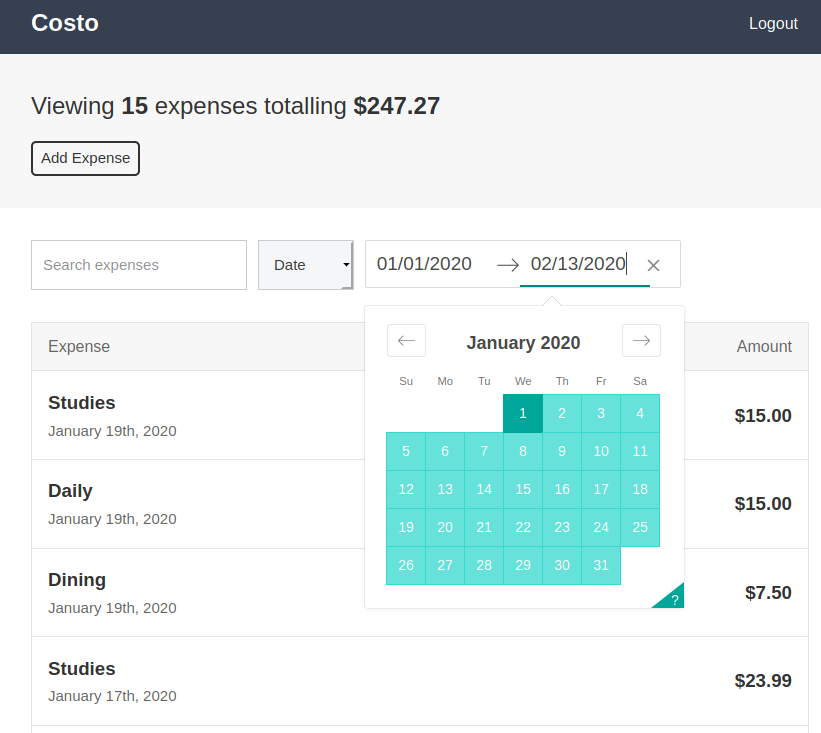 Costo
Logout
Viewing 15 expenses totalling $247.27
Add Expense
Search expenses
Date
01/01/2020
02/13/2020
January 2020
Su Mo Tu We Th Fr Sa
1 2 3 4
5 6 7 8 9 10 11
12 13 14 15 16 17 18
19 20 21 22 23 24 25
26 27 28 29 30 31
?
Expense
Amount
Studies
January 19th, 2020
$15.00
Daily
January 19th, 2020
$15.00
Dining
January 19th, 2020
$7.50
Studies
January 17th, 2020
$23.99